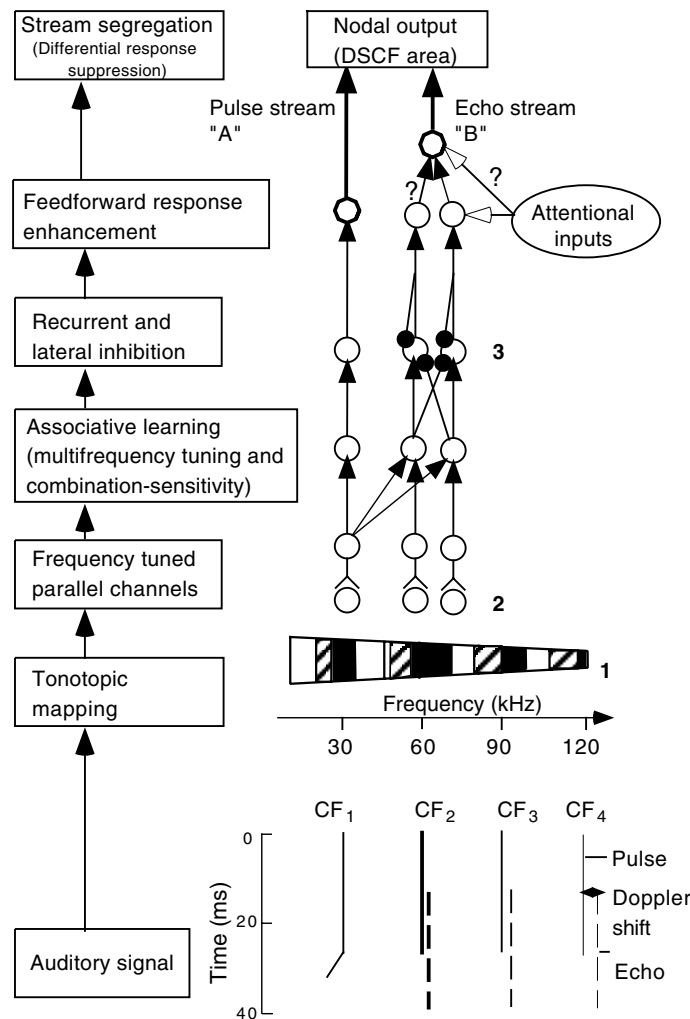 Stream segregation
(Differential response
suppression)
Nodal output
(DSCF area)
Pulse stream
"A"
Echo stream
"B"
?
?
Feedforward response
enhancement
Attentional
inputs
Recurrent and
lateral inhibition
3
Associative learning
(multifrequency tuning and
combination-sensitivity)
Frequency tuned
parallel channels
2
Tonotopic
mapping
1
Frequency (kHz)
30 60 90 120
CF1 CF2 CF3 CF4
0
Pulse
Doppler
shift
Time (ms)
20
Echo
Auditory signal
40